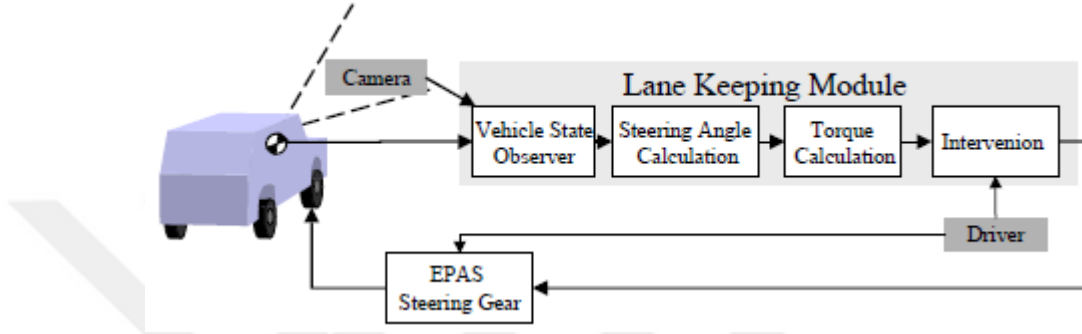 Camera
Lane Keeping Module
Vehicle State
Observer
Steering Angle
Calculation
Torque
Calculation
Intervenion
Driver
EPAS
Steering Gear